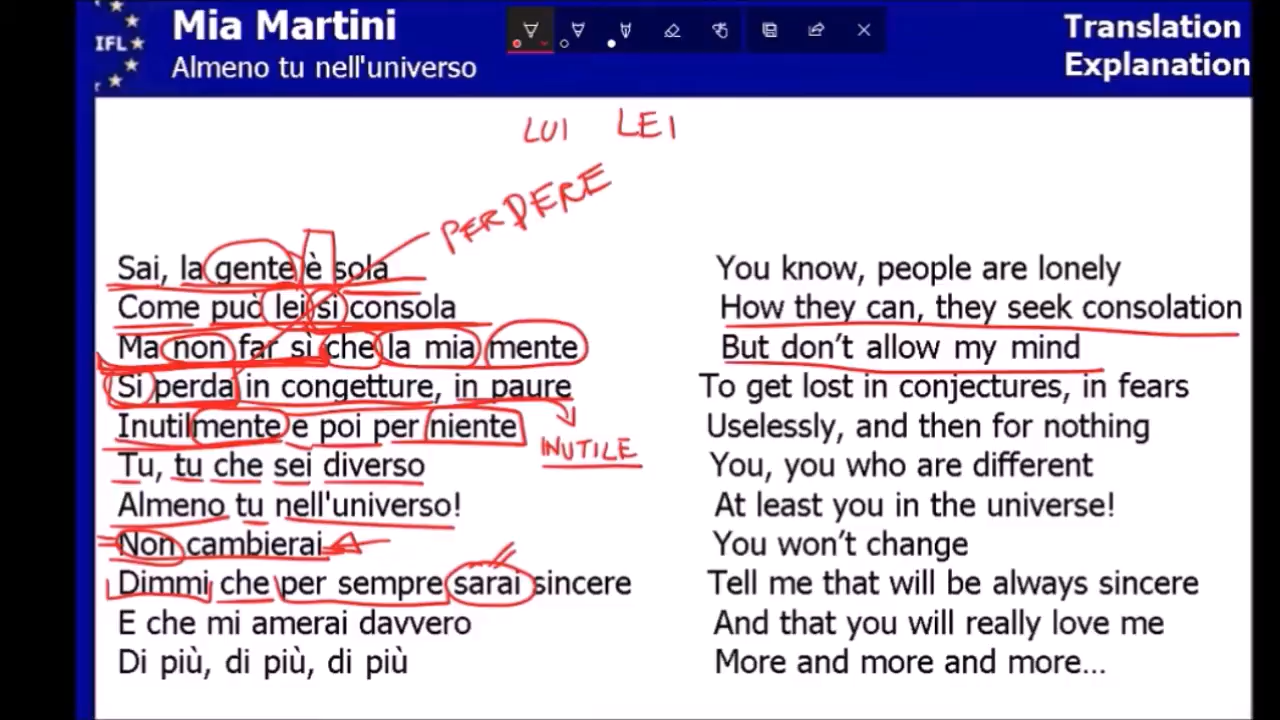 Mia Martini
IFL
Almeno tu nell'universo
Translation
Explanation
LUI LEI
PERDERE
Sai, la gente è sola
Come può lei si consola
Ma non far sì che la mia mente
Si perda in congetture, in paure
Inutilmente e poi per niente
INUTILE
Tu, tu che sei diverso
Almeno tu nell'universo!
Non cambierai
Dimmi che per sempre sarai sincere
E che mi amerai davvero
Di più, di più, di più
You know, people are lonely
How they can, they seek consolation
But don't allow my mind
To get lost in conjectures, in fears
Uselessly, and then for nothing
You, you who are different
At least you in the universe!
You won't change
Tell me that will be always sincere
And that you will really love me
More and more and more...